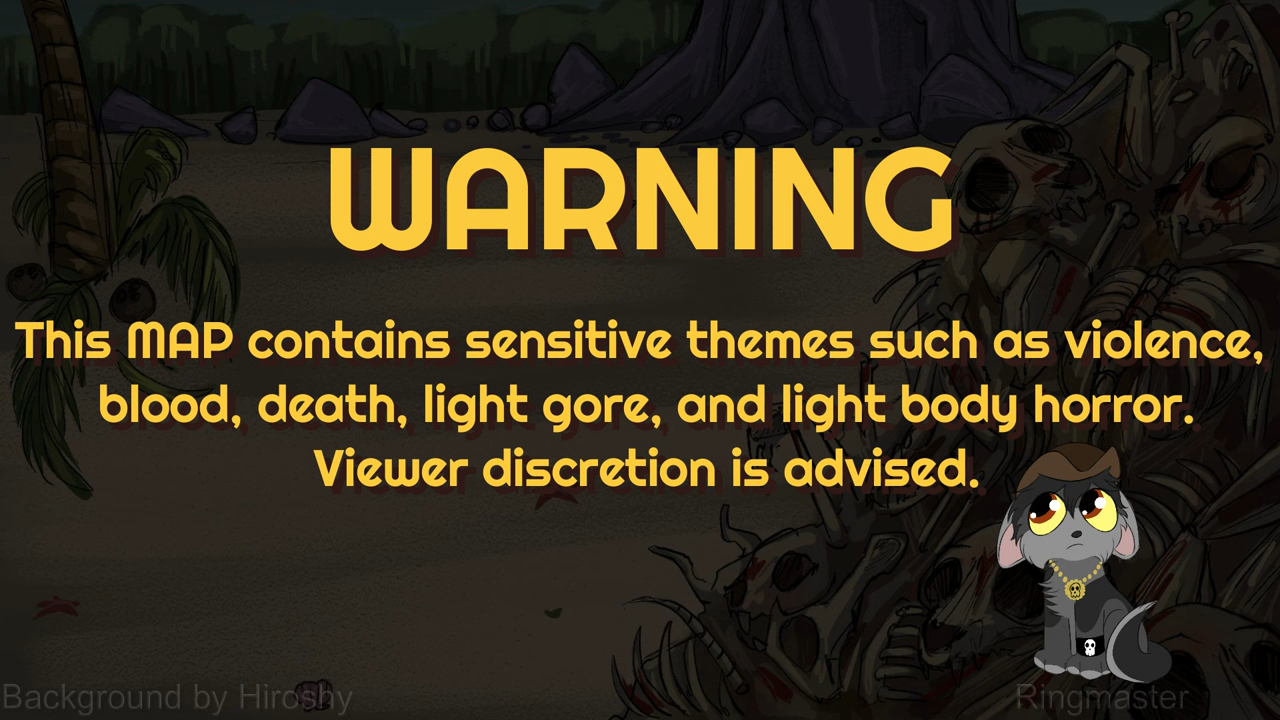 WARNING
This MAP contains sensitive themes such as violence,
blood, death, light gore, and light body horror.
Viewer discretion is advised.
Background by Hiroshy
Ringmaster